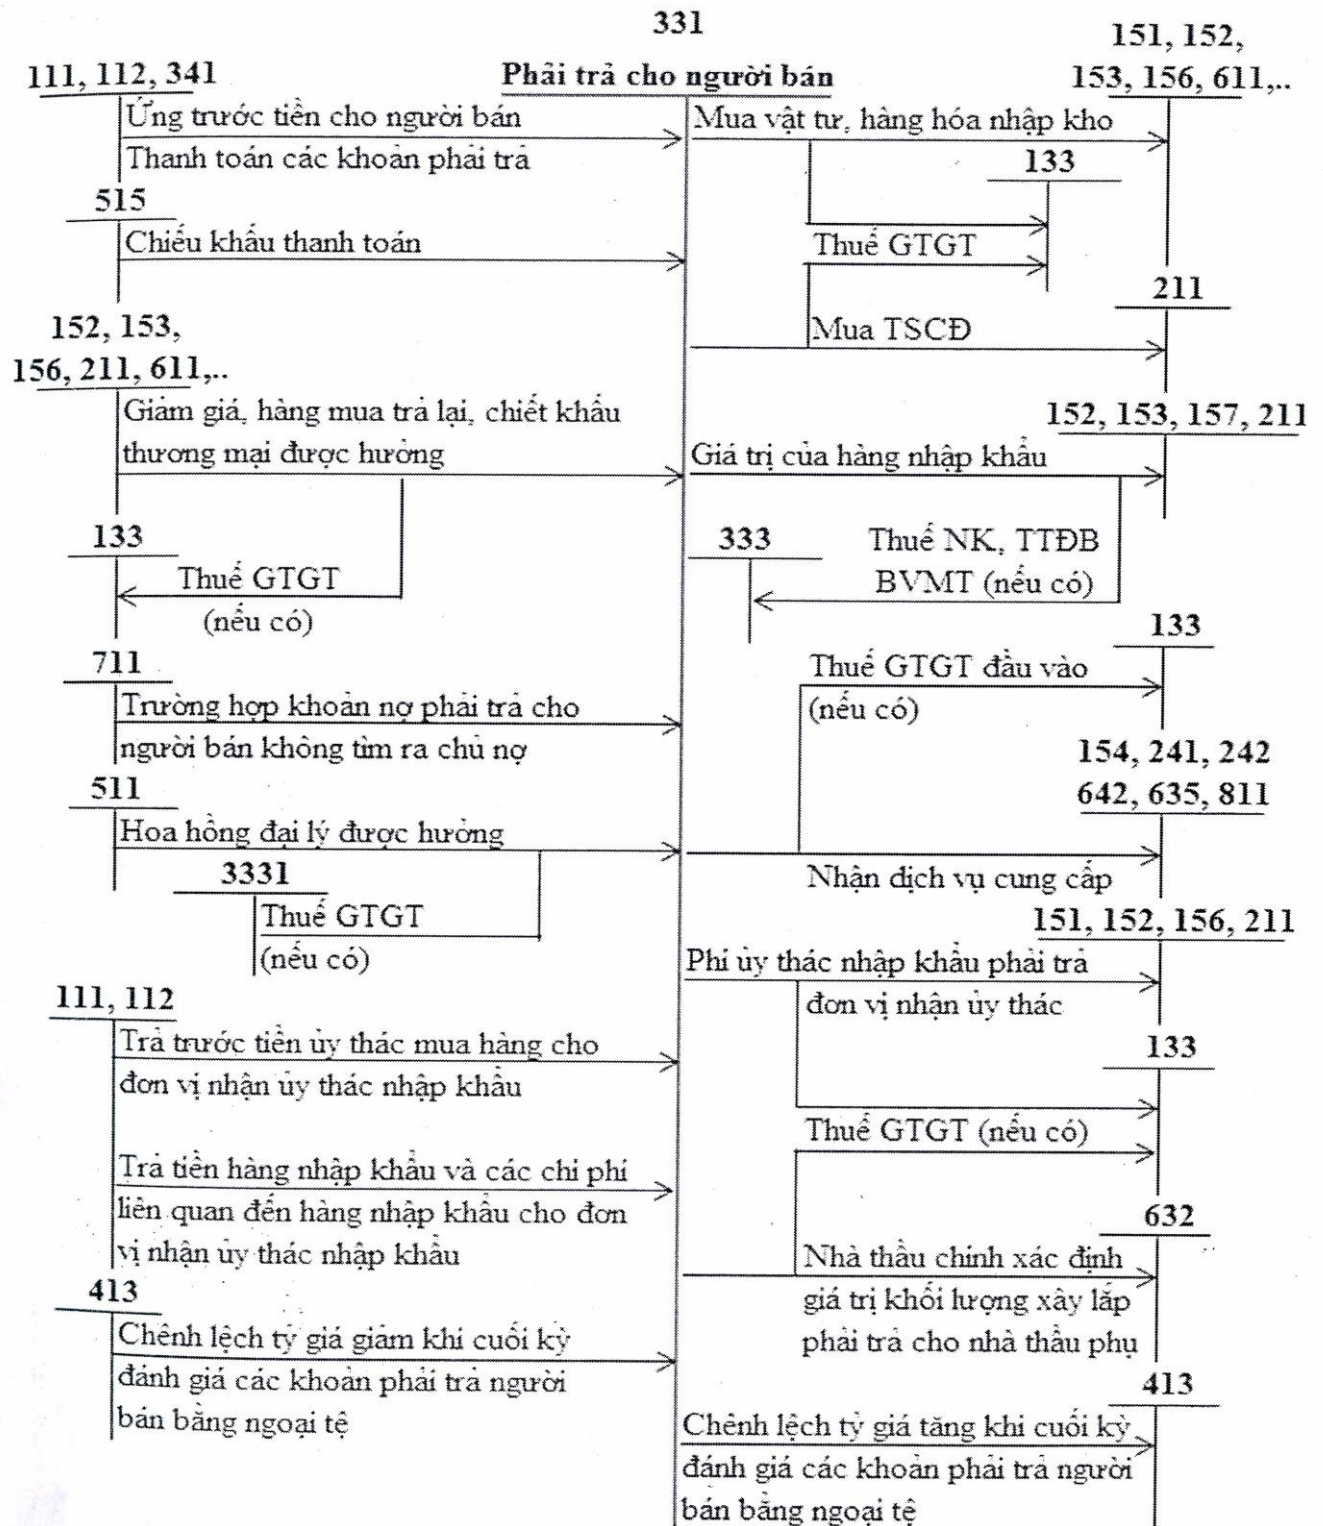 331
Phải trả cho người bán
111, 112, 341
Ứng trước tiền cho người bán
Thanh toán các khoản phải trả
515
Chiếu khấu thanh toán
152, 153,
156, 211, 611,..
Giảm giá, hàng mua trả lại, chiết khấu
thương mại được hưởng
133
Thuế GTGT
(nếu có)
711
Trường hợp khoản nợ phải trả cho
người bán không tìm ra chủ nợ
511
Hoa hồng đại lý được hưởng
3331
Thuế GTGT
(nếu có)
111, 112
Trả trước tiền ủy thác mua hàng cho
đơn vị nhận ủy thác nhập khẩu
Trả tiền hàng nhập khẩu và các chi phí
liên quan đến hàng nhập khẩu cho đơn
vị nhận ủy thác nhập khẩu
413
Chênh lệch tỷ giá giảm khi cuối kỳ
đánh giá các khoản phải trả người
bán bằng ngoại tệ
151, 152,
153, 156, 611,..
Mua vật tư, hàng hóa nhập kho
133
Thuế GTGT
211
Mua TSCĐ
152, 153, 157, 211
Giá trị của hàng nhập khẩu
333
Thuế NK, TTĐB
BVMT (nếu có)
133
Thuế GTGT đầu vào
(nếu có)
154, 241, 242
642, 635, 811
Nhận dịch vụ cung cấp
151, 152, 156, 211
Phí ủy thác nhập khẩu phải trả
đơn vị nhận ủy thác
133
Thuế GTGT (nếu có)
632
Nhà thầu chính xác định
giá trị khối lượng xây lắp
phải trả cho nhà thầu phụ
413
Chênh lệch tỷ giá tăng khi cuối kỳ
đánh giá các khoản phải trả người
bán bằng ngoại tệ